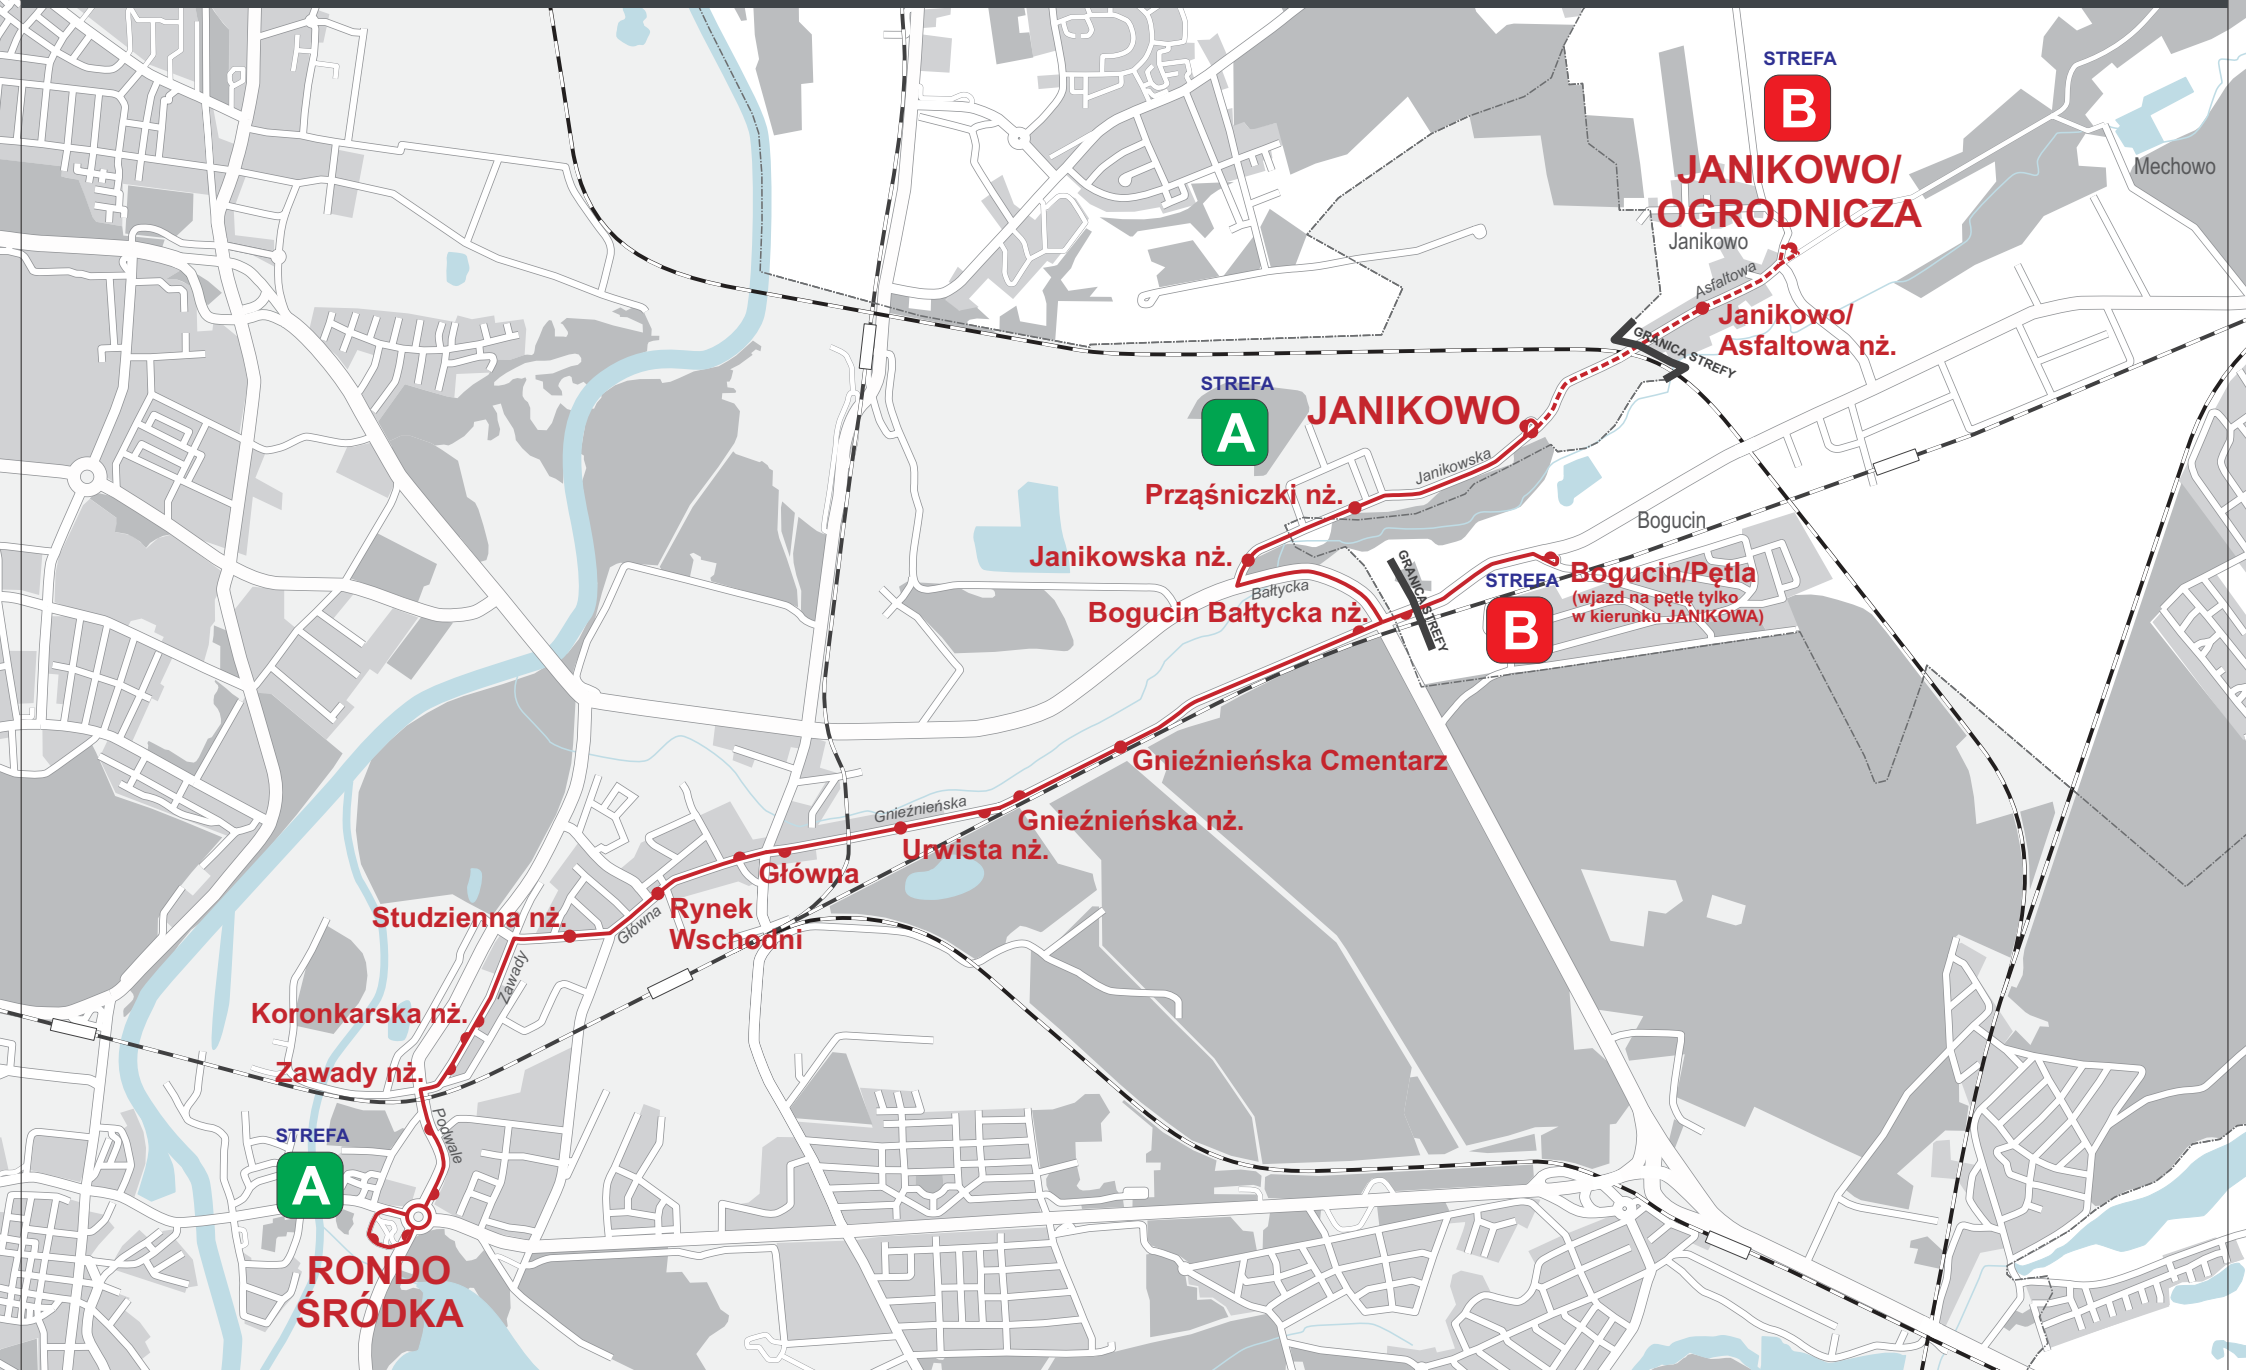 STREFA
B
JANIKOWO/
OGRODNICZA
Mechowo
Janikowo
Asfaltowa
Janikowo/
Asfaltowa nż.
GRANICA STREFY
STREFA
A
JANIKOWO
Janikowska
Prząśniczki nż.
Bogucin
Janikowska nż.
Bałtycka
GRANICA STREFY
STREFA
B
Bogucin/Pętla
(wjazd na pętlę tylko
w kierunku JANIKOWA)
Bogucin Bałtycka nż.
Gnieźnieńska Cmentarz
Gnieźnieńska
Gnieźnieńska nż.
Urwista nż.
Główna
Rynek
Wschodni
Główna
Studzienna nż.
Zawady
Koronkarska nż.
Zawady nż.
Podwale
STREFA
A
RONDO
ŚRÓDKA